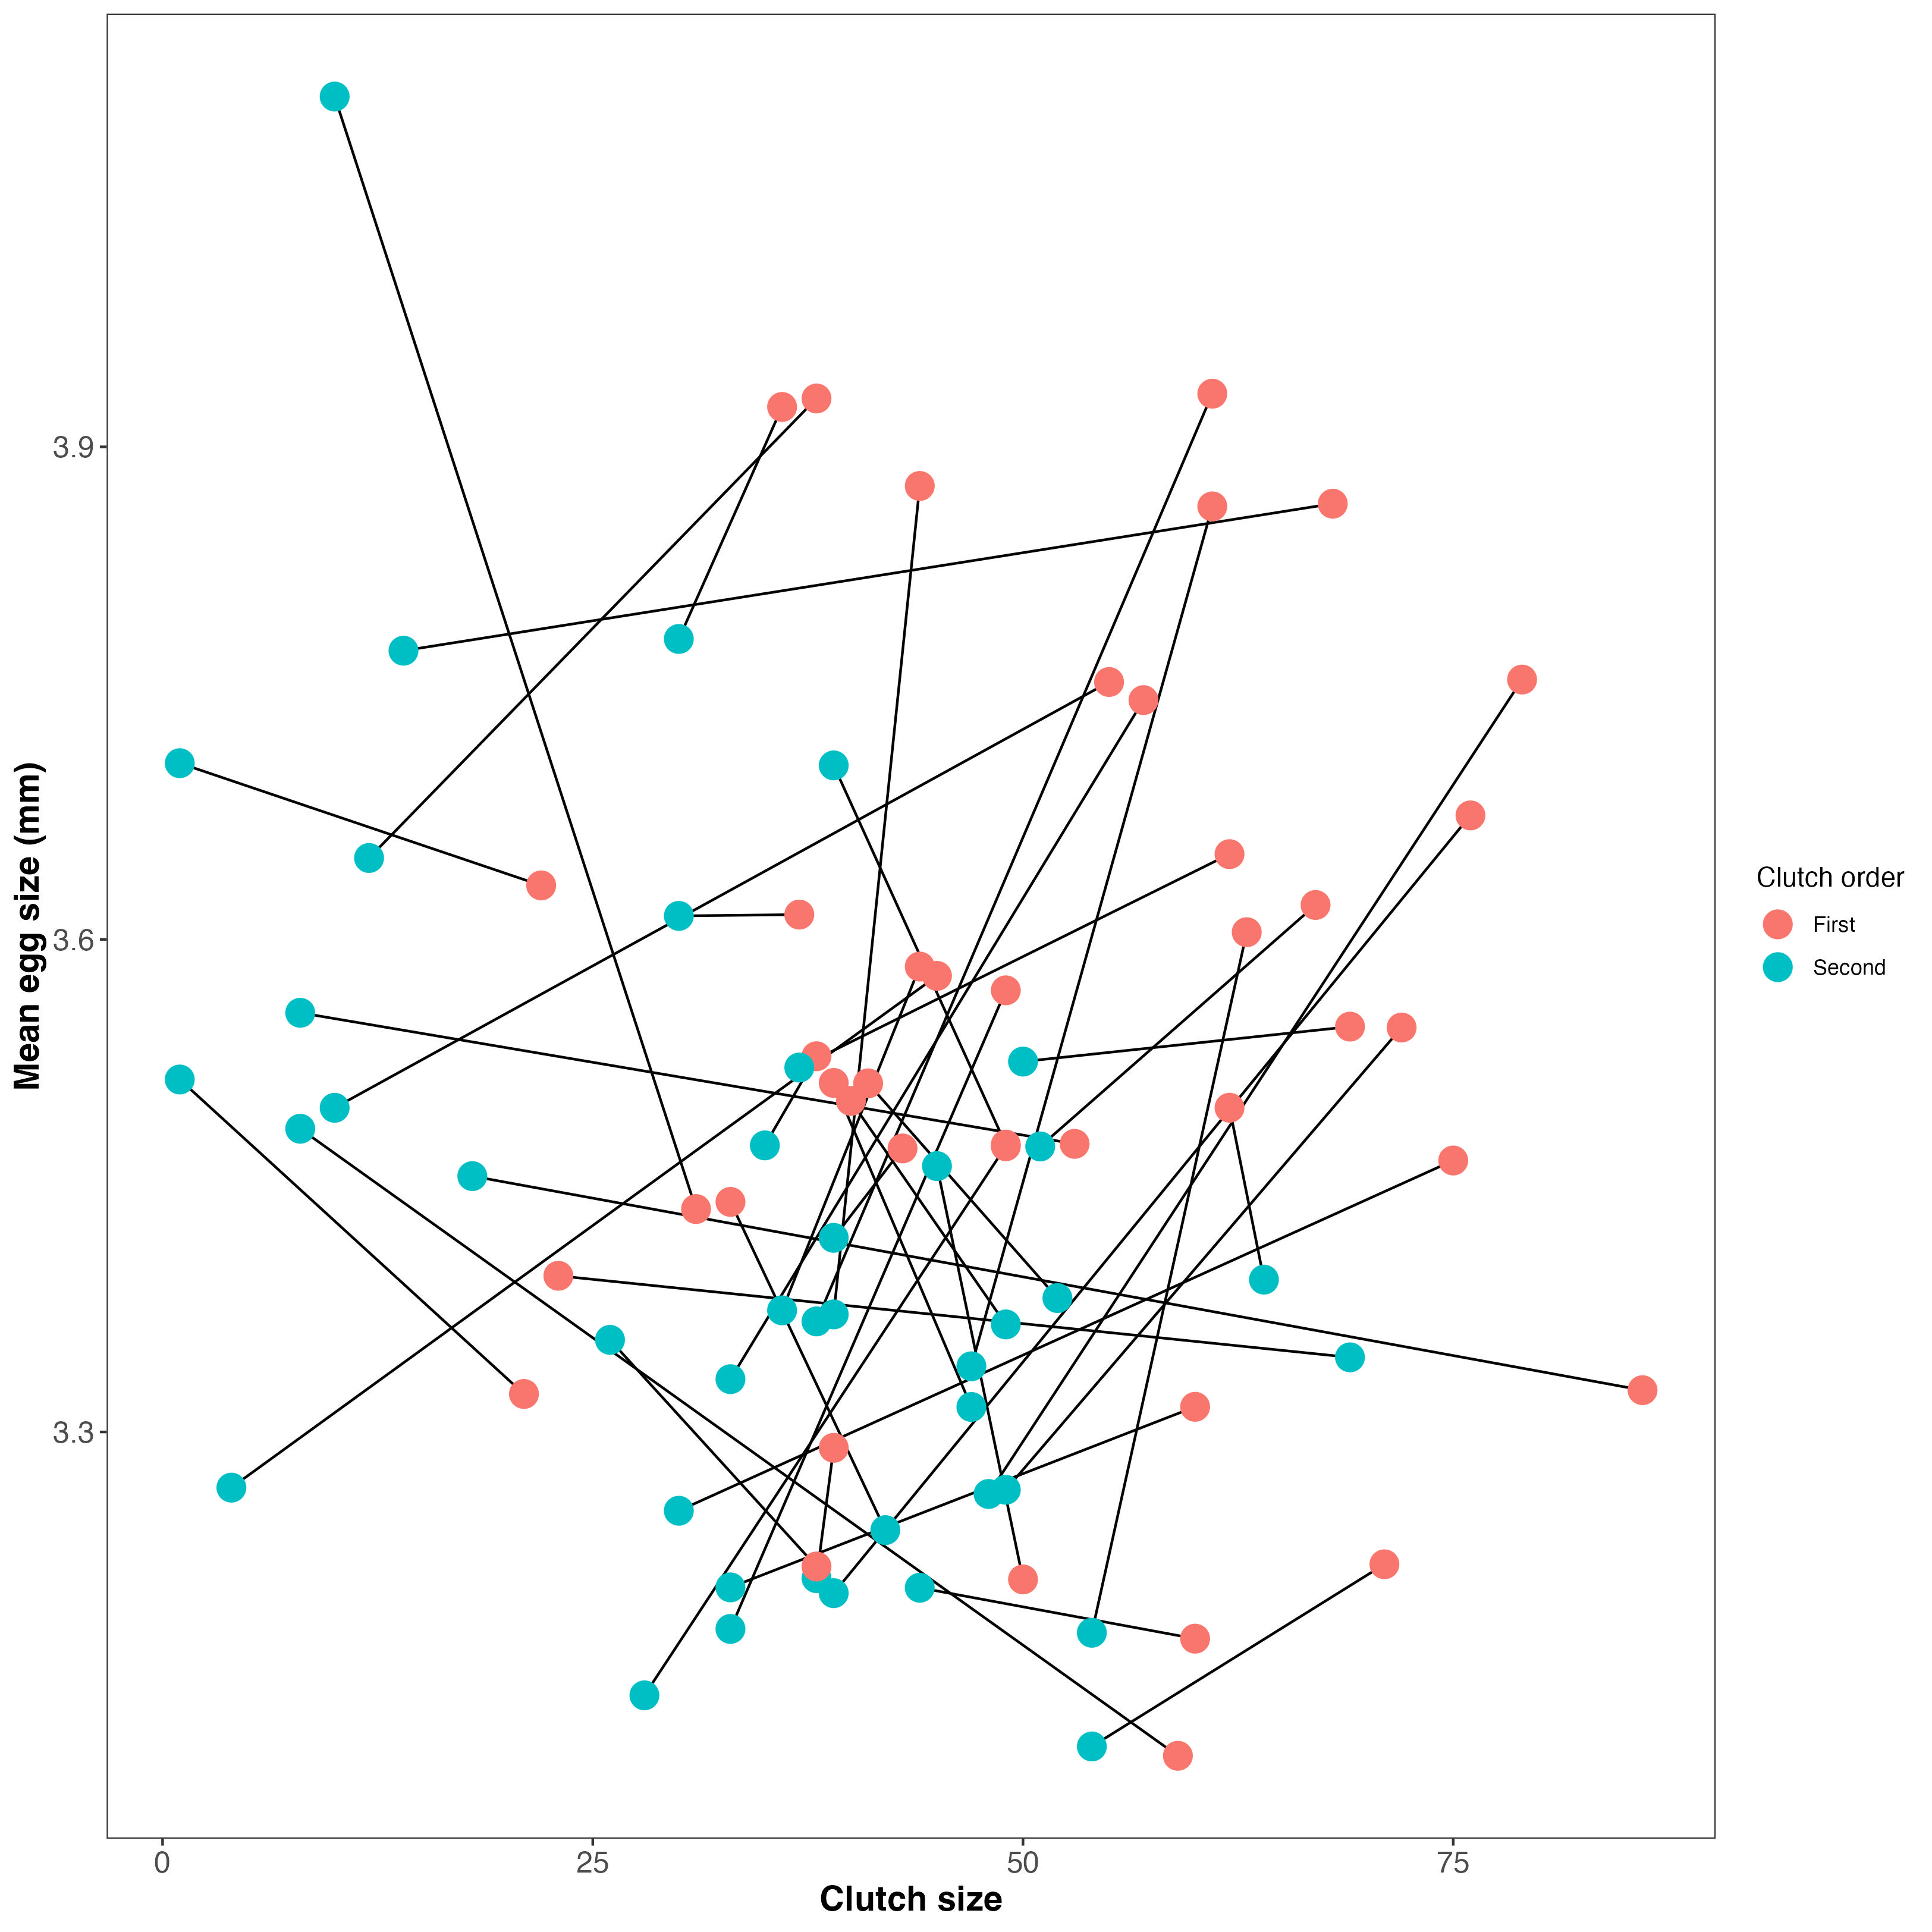 Mean egg size (mm)
3.9
3.6
3.3
0
25
50
75
Clutch size
Clutch order
First
Second